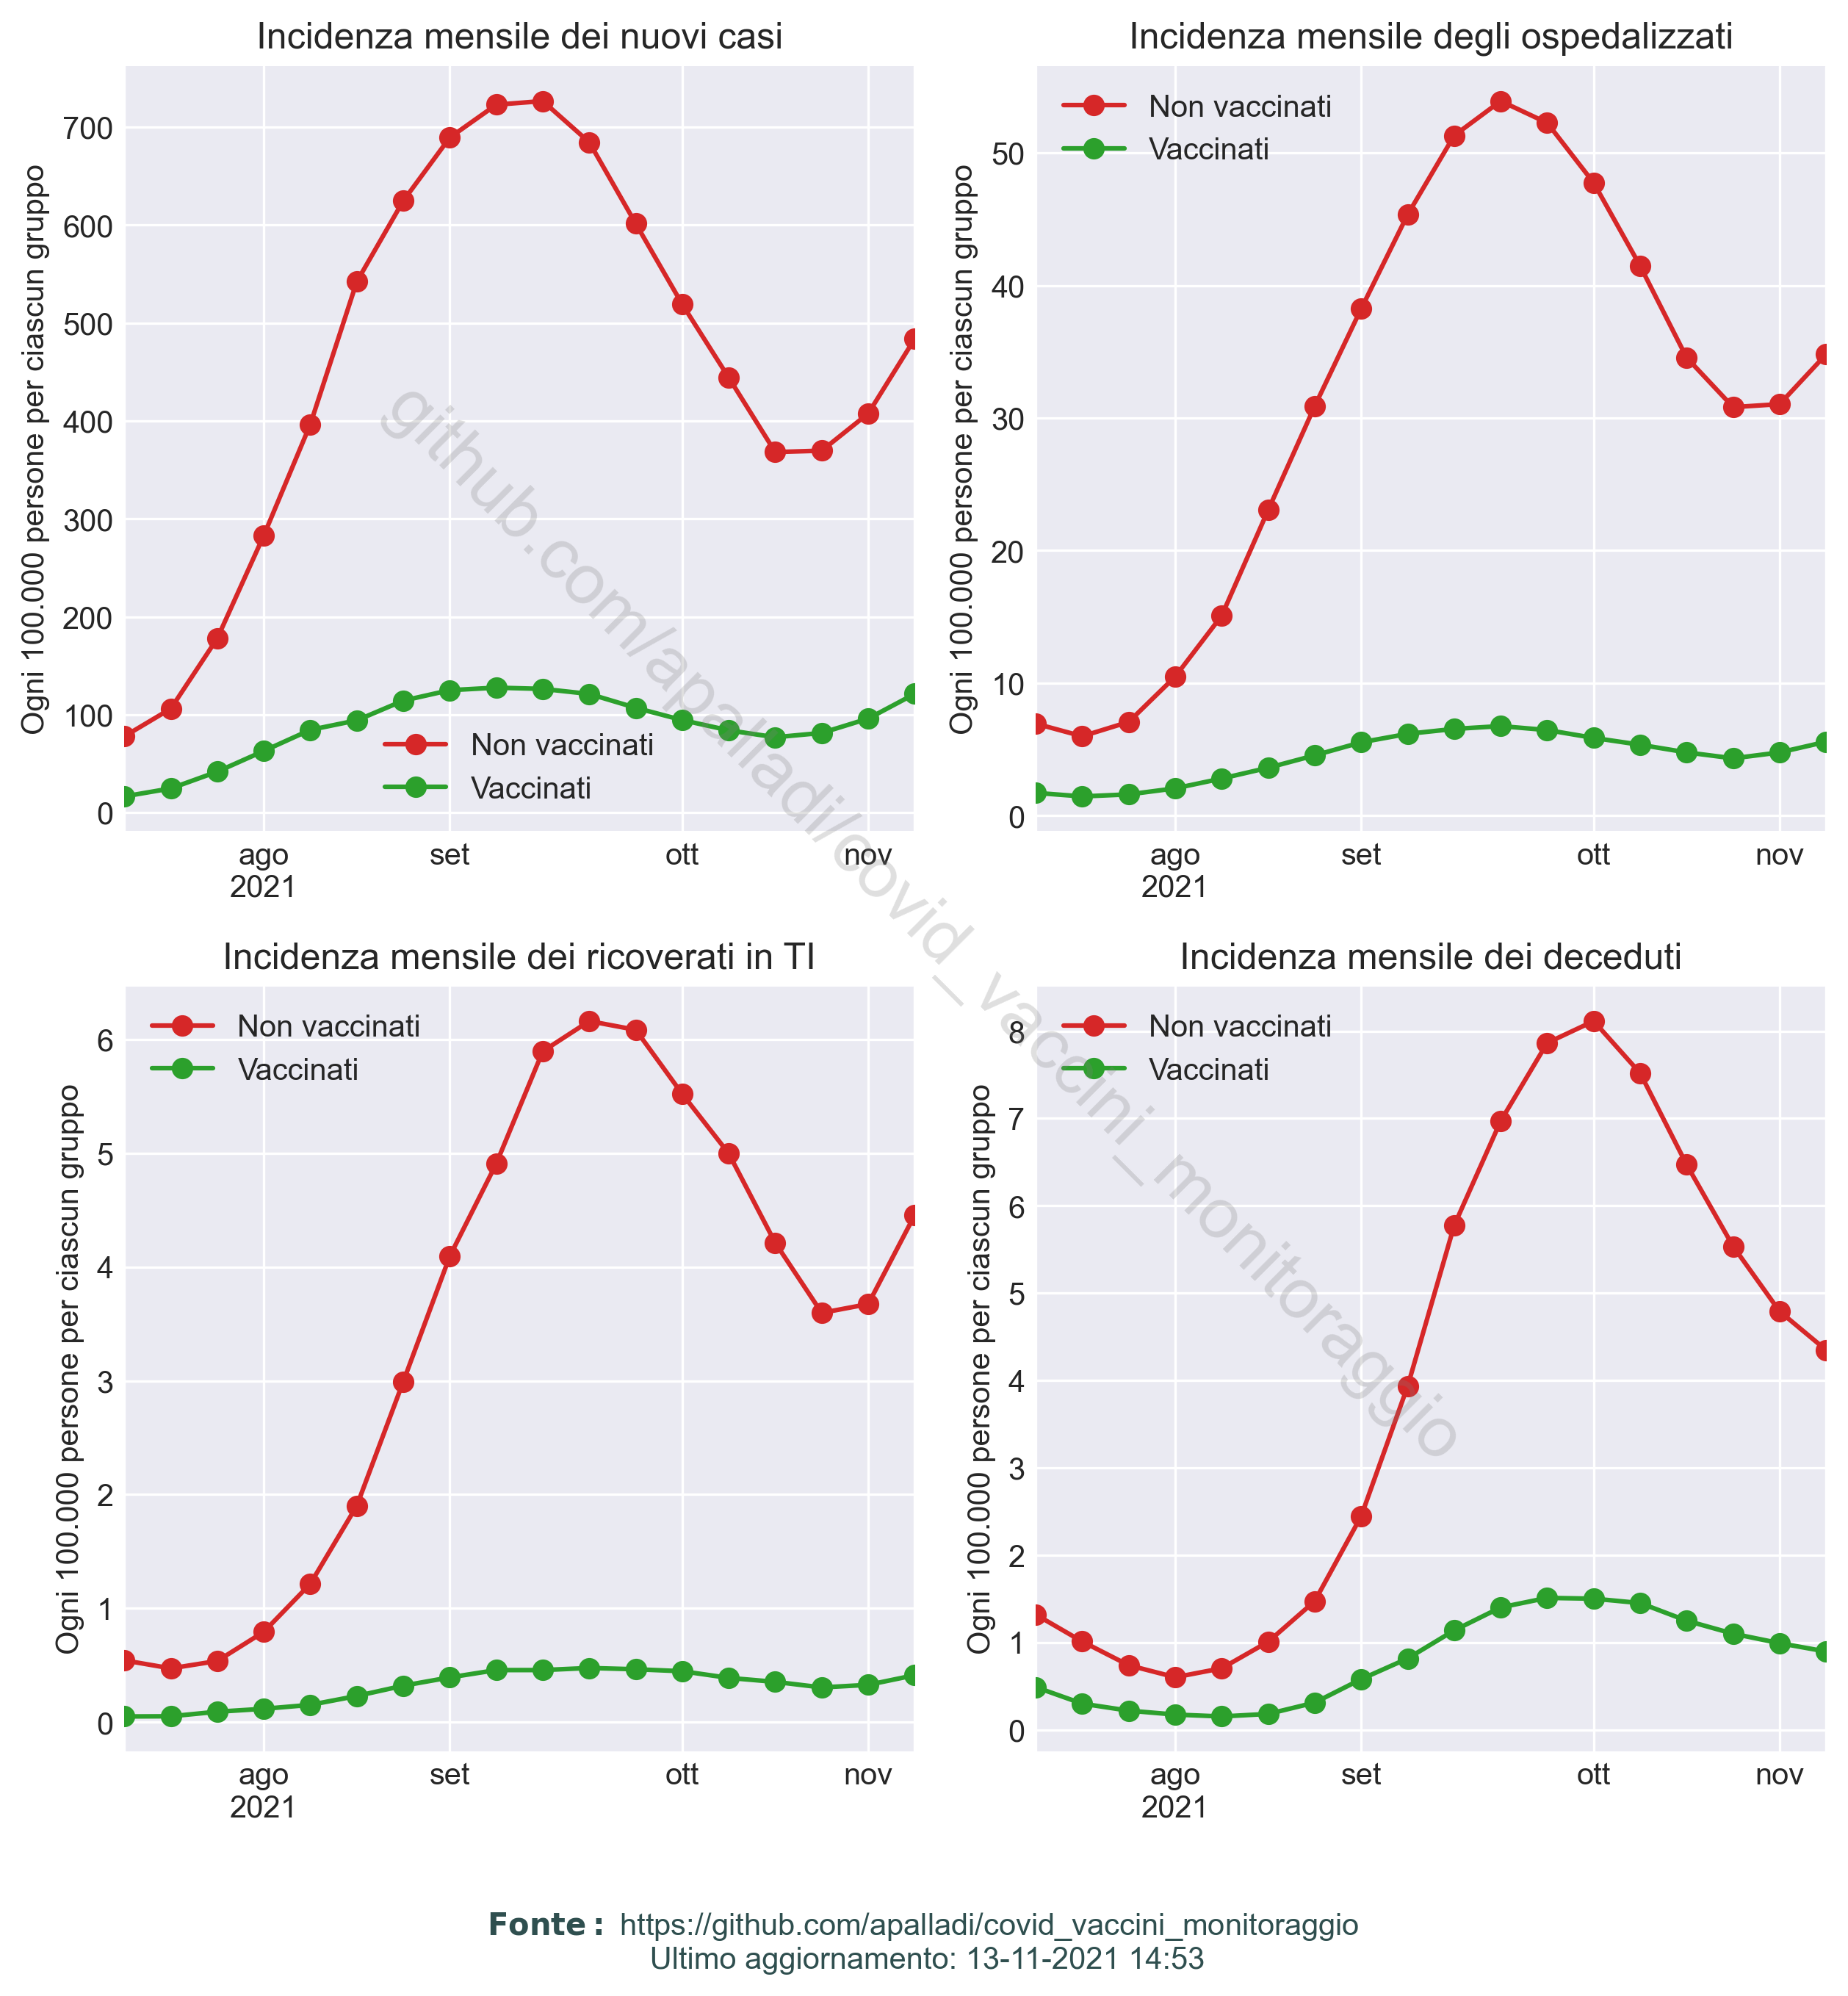 Incidenza mensile dei nuovi casi
Ogni 100.000 persone per ciascun gruppo
700
600
500
400
300
200
100
0
Non vaccinati
Vaccinati
ago
2021
set
ott
nov
Incidenza mensile degli ospedalizzati
Ogni 100.000 persone per ciascun gruppo
50
40
30
20
10
0
Non vaccinati
Vaccinati
ago
2021
set
ott
nov
github.com/apalladi/covid_vaccini_monitoraggio
Incidenza mensile dei ricoverati in TI
Ogni 100.000 persone per ciascun gruppo
6
5
4
3
2
1
0
Non vaccinati
Vaccinati
ago
2021
set
ott
nov
Incidenza mensile dei deceduti
Ogni 100.000 persone per ciascun gruppo
8
7
6
5
4
3
2
1
0
Non vaccinati
Vaccinati
ago
2021
set
ott
nov
Fonte: https://github.com/apalladi/covid_vaccini_monitoraggio
Ultimo aggiornamento: 13-11-2021 14:53